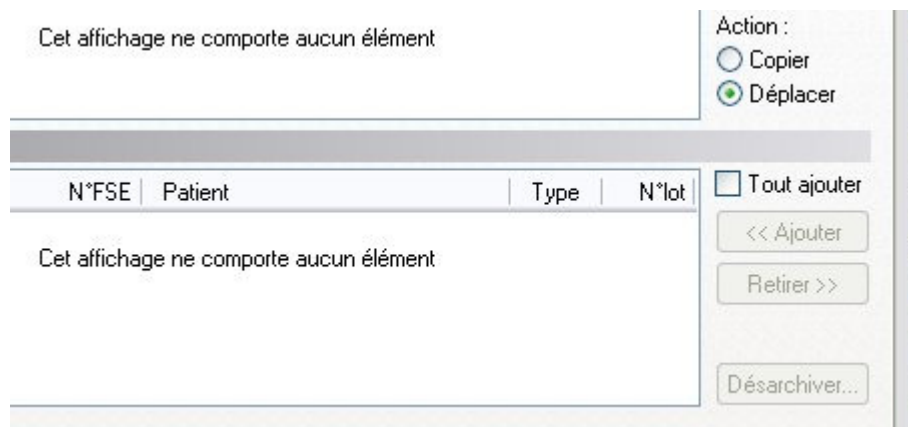 Cet affichage ne comporte aucun élément
Action :
Copier
Déplacer
N°FSE Patient Type N°lot
Tout ajouter
<< Ajouter
Cet affichage ne comporte aucun élément
Retirer >>
Désarchiver...